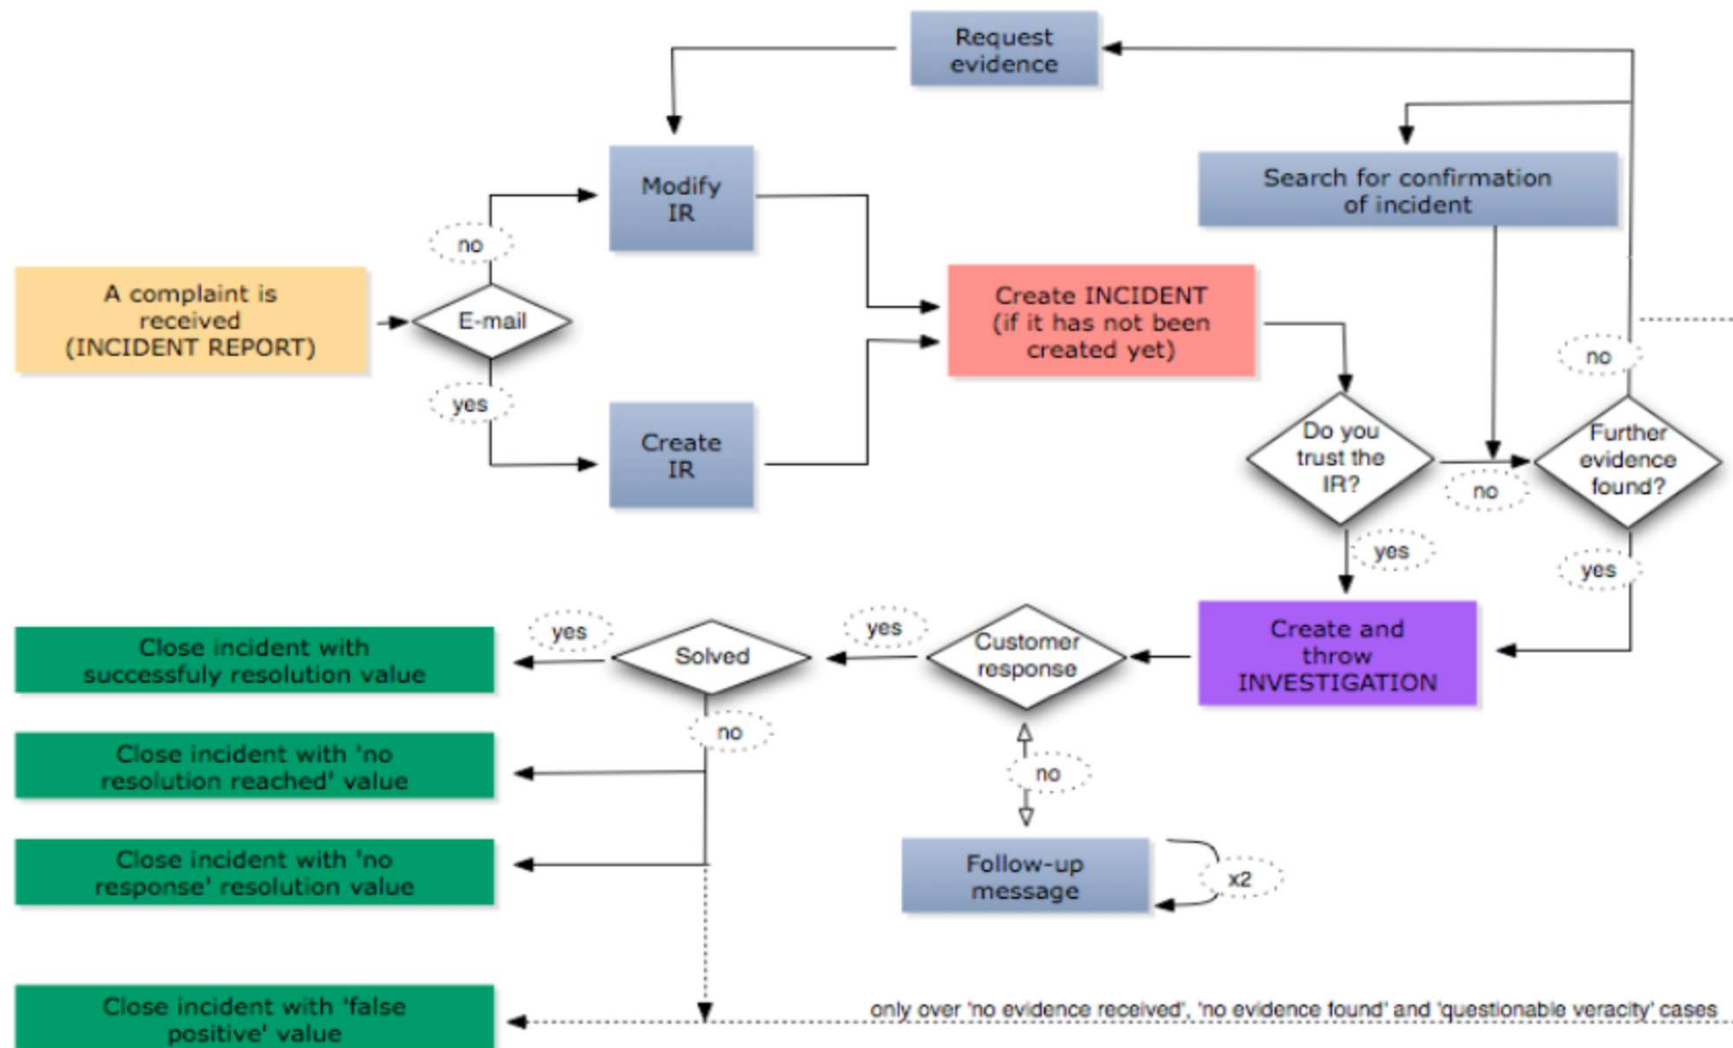 Request
evidence
Modify
IR
Search for confirmation
of incident
no
A complaint is
received
(INCIDENT REPORT)
E-mail
Create INCIDENT
(if it has not been
created yet)
no
yes
Create
IR
Do you
trust the
IR?
Further
evidence
found?
no
yes
yes
Close incident with
successfuly resolution value
yes
Solved
yes
Customer
response
Create and
throw
INVESTIGATION
no
Close incident with 'no
resolution reached' value
no
Close incident with 'no
response' resolution value
Follow-up
message
x2
Close incident with 'false
positive' value
only over 'no evidence received', 'no evidence found' and 'questionable veracity' cases